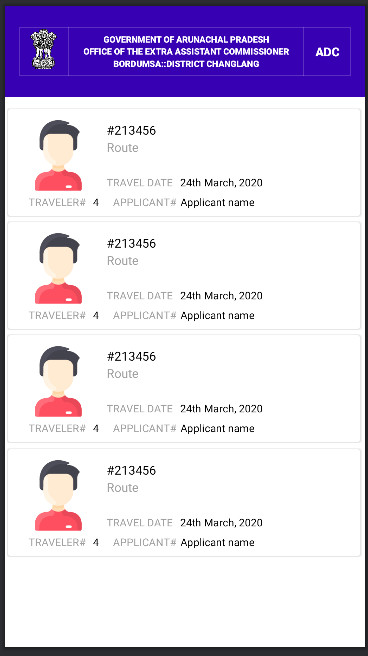 GOVERNMENT OF ARUNACHAL PRADESH
OFFICE OF THE EXTRA ASSISTANT COMMISSIONER
BORDUMSA::DISTRICT CHANGLANG
ADC
#213456
Route
TRAVEL DATE 24th March, 2020
TRAVELER# 4 APPLICANT# Applicant name
#213456
Route
TRAVEL DATE 24th March, 2020
TRAVELER# 4 APPLICANT# Applicant name
#213456
Route
TRAVEL DATE 24th March, 2020
TRAVELER# 4 APPLICANT# Applicant name
#213456
Route
TRAVEL DATE 24th March, 2020
TRAVELER# 4 APPLICANT# Applicant name